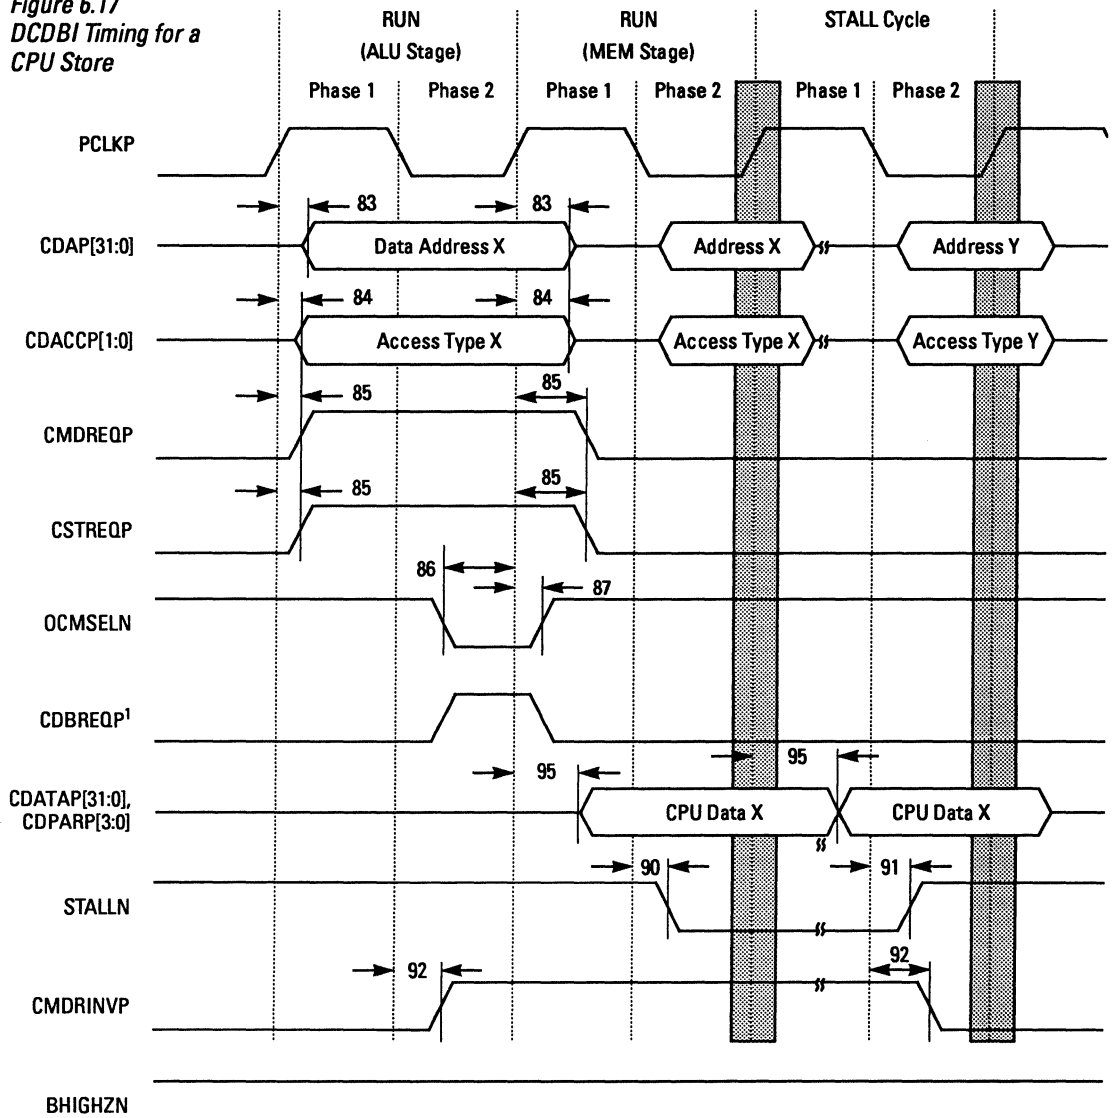 Figure 6.17
DCDBI Timing for a
CPU Store
RUN
(ALU Stage)
RUN
(MEM Stage)
STALL Cycle
Phase 1 Phase 2 Phase 1 Phase 2 Phase 1 Phase 2
PCLKP
83 83
CDAP[31:0] Data Address X Address X Address Y
84 84
CDACCP[1:0] Access Type X Access Type X Access Type Y
85 85
CMDREQP
85 85
CSTREQP
86 87
OCMSELN
CDBREQP¹
95 95
CDATAP[31:0],
CDPARP[3:0]
CPU Data X CPU Data X
90 91
STALLN
92 92
CMDRINVP
BHIGHZN